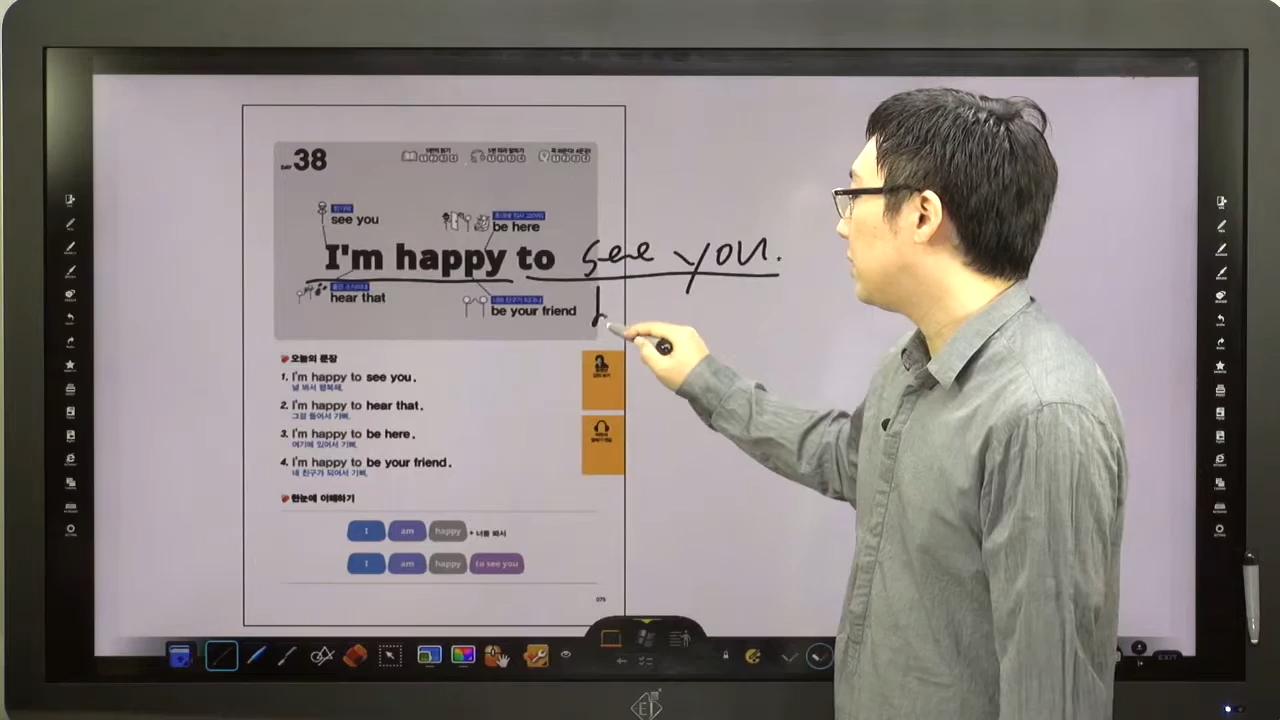 DAY 38
see you
be here
I'm happy to see you.
hear that
be your friend
h
오늘의 문장
1. I'm happy to see you.
널 봐서 행복해.
2. I'm happy to hear that.
그걸 들어서 기뻐.
3. I'm happy to be here.
여기에 있어서 기뻐.
4. I'm happy to be your friend.
네 친구가 되어서 기뻐.
한눈에 이해하기
I am happy + 너를 봐서
I am happy to see you
075
EXIT